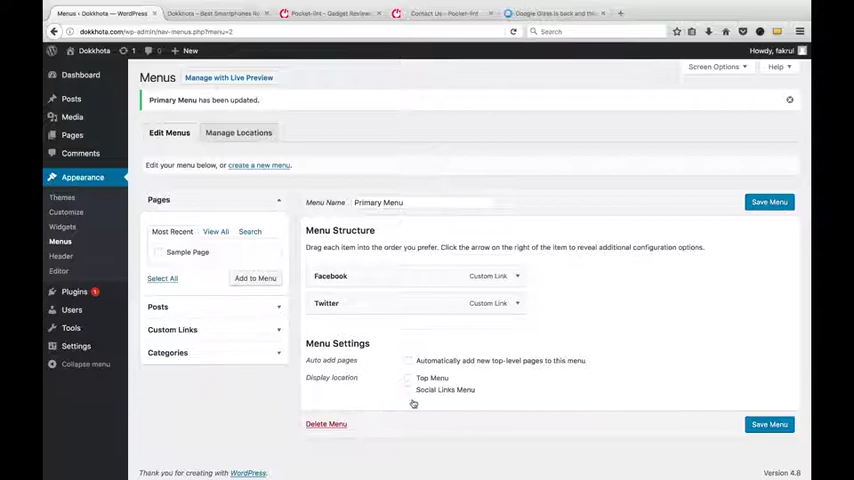 Menus ‹ Dokkhota — WordPress
Dokkhota – Best Smartphones Re...
Pocket-lint - Gadget Reviews...
Contact Us - Pocket-lint
Google Glass is back and thi...
dokkhota.com/wp-admin/nav-menus.php?menu=2
Search
Dokkhota 1 New
Howdy, fakrul
Dashboard
Posts
Media
Pages
Comments
Appearance
Themes
Customize
Widgets
Menus
Header
Editor
Plugins 1
Users
Tools
Settings
Collapse menu
Screen Options
Help
Menus Manage with Live Preview
Primary Menu has been updated.
Edit Menus Manage Locations
Edit your menu below, or create a new menu.
Pages
Most Recent View All Search
Sample Page
Select All Add to Menu
Posts
Custom Links
Categories
Menu Name Primary Menu Save Menu
Menu Structure
Drag each item into the order you prefer. Click the arrow on the right of the item to reveal additional configuration options.
Facebook Custom Link
Twitter Custom Link
Menu Settings
Auto add pages Automatically add new top-level pages to this menu
Display location Top Menu
Social Links Menu
Delete Menu Save Menu
Thank you for creating with WordPress. Version 4.8